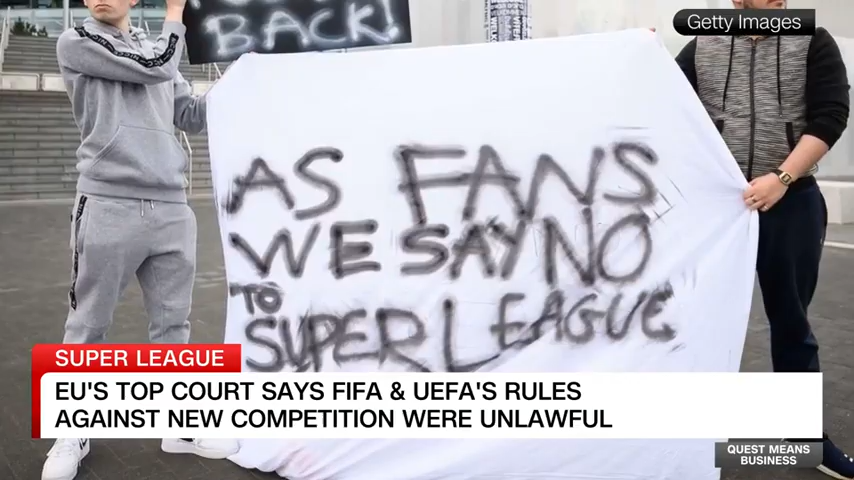 BACK!
Getty Images
AS FANS
WE SAY NO
TO
SUPER LEAGUE
SUPER LEAGUE
EU'S TOP COURT SAYS FIFA & UEFA'S RULES
AGAINST NEW COMPETITION WERE UNLAWFUL
QUEST MEANS
BUSINESS